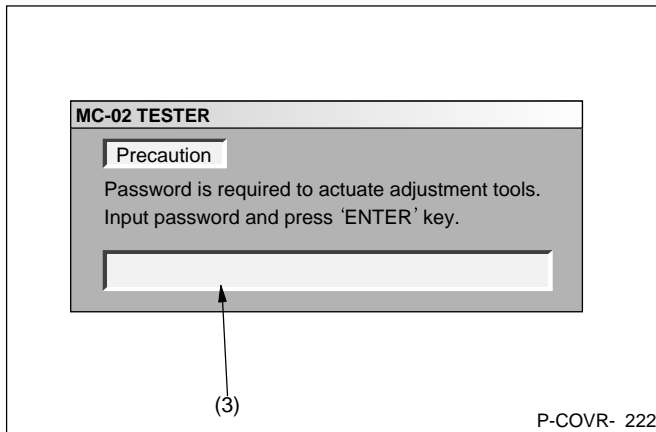 MC-02 TESTER
Precaution
Password is required to actuate adjustment tools.
Input password and press ‘ENTER’ key.
(3)
P-COVR- 222